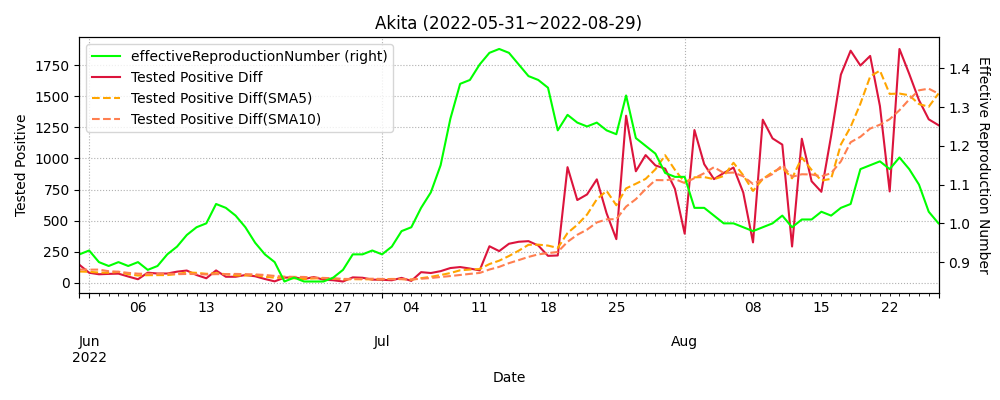 Akita (2022-05-31~2022-08-29)
effectiveReproductionNumber (right)
Tested Positive Diff
Tested Positive Diff(SMA5)
Tested Positive Diff(SMA10)
Tested Positive
1750
1500
1250
1000
750
500
250
0
1.4
1.3
1.2
1.1
1.0
0.9
Effective Reproduction Number
06
13
20
27
04
11
18
25
08
15
22
Jun
2022
Jul
Aug
Date